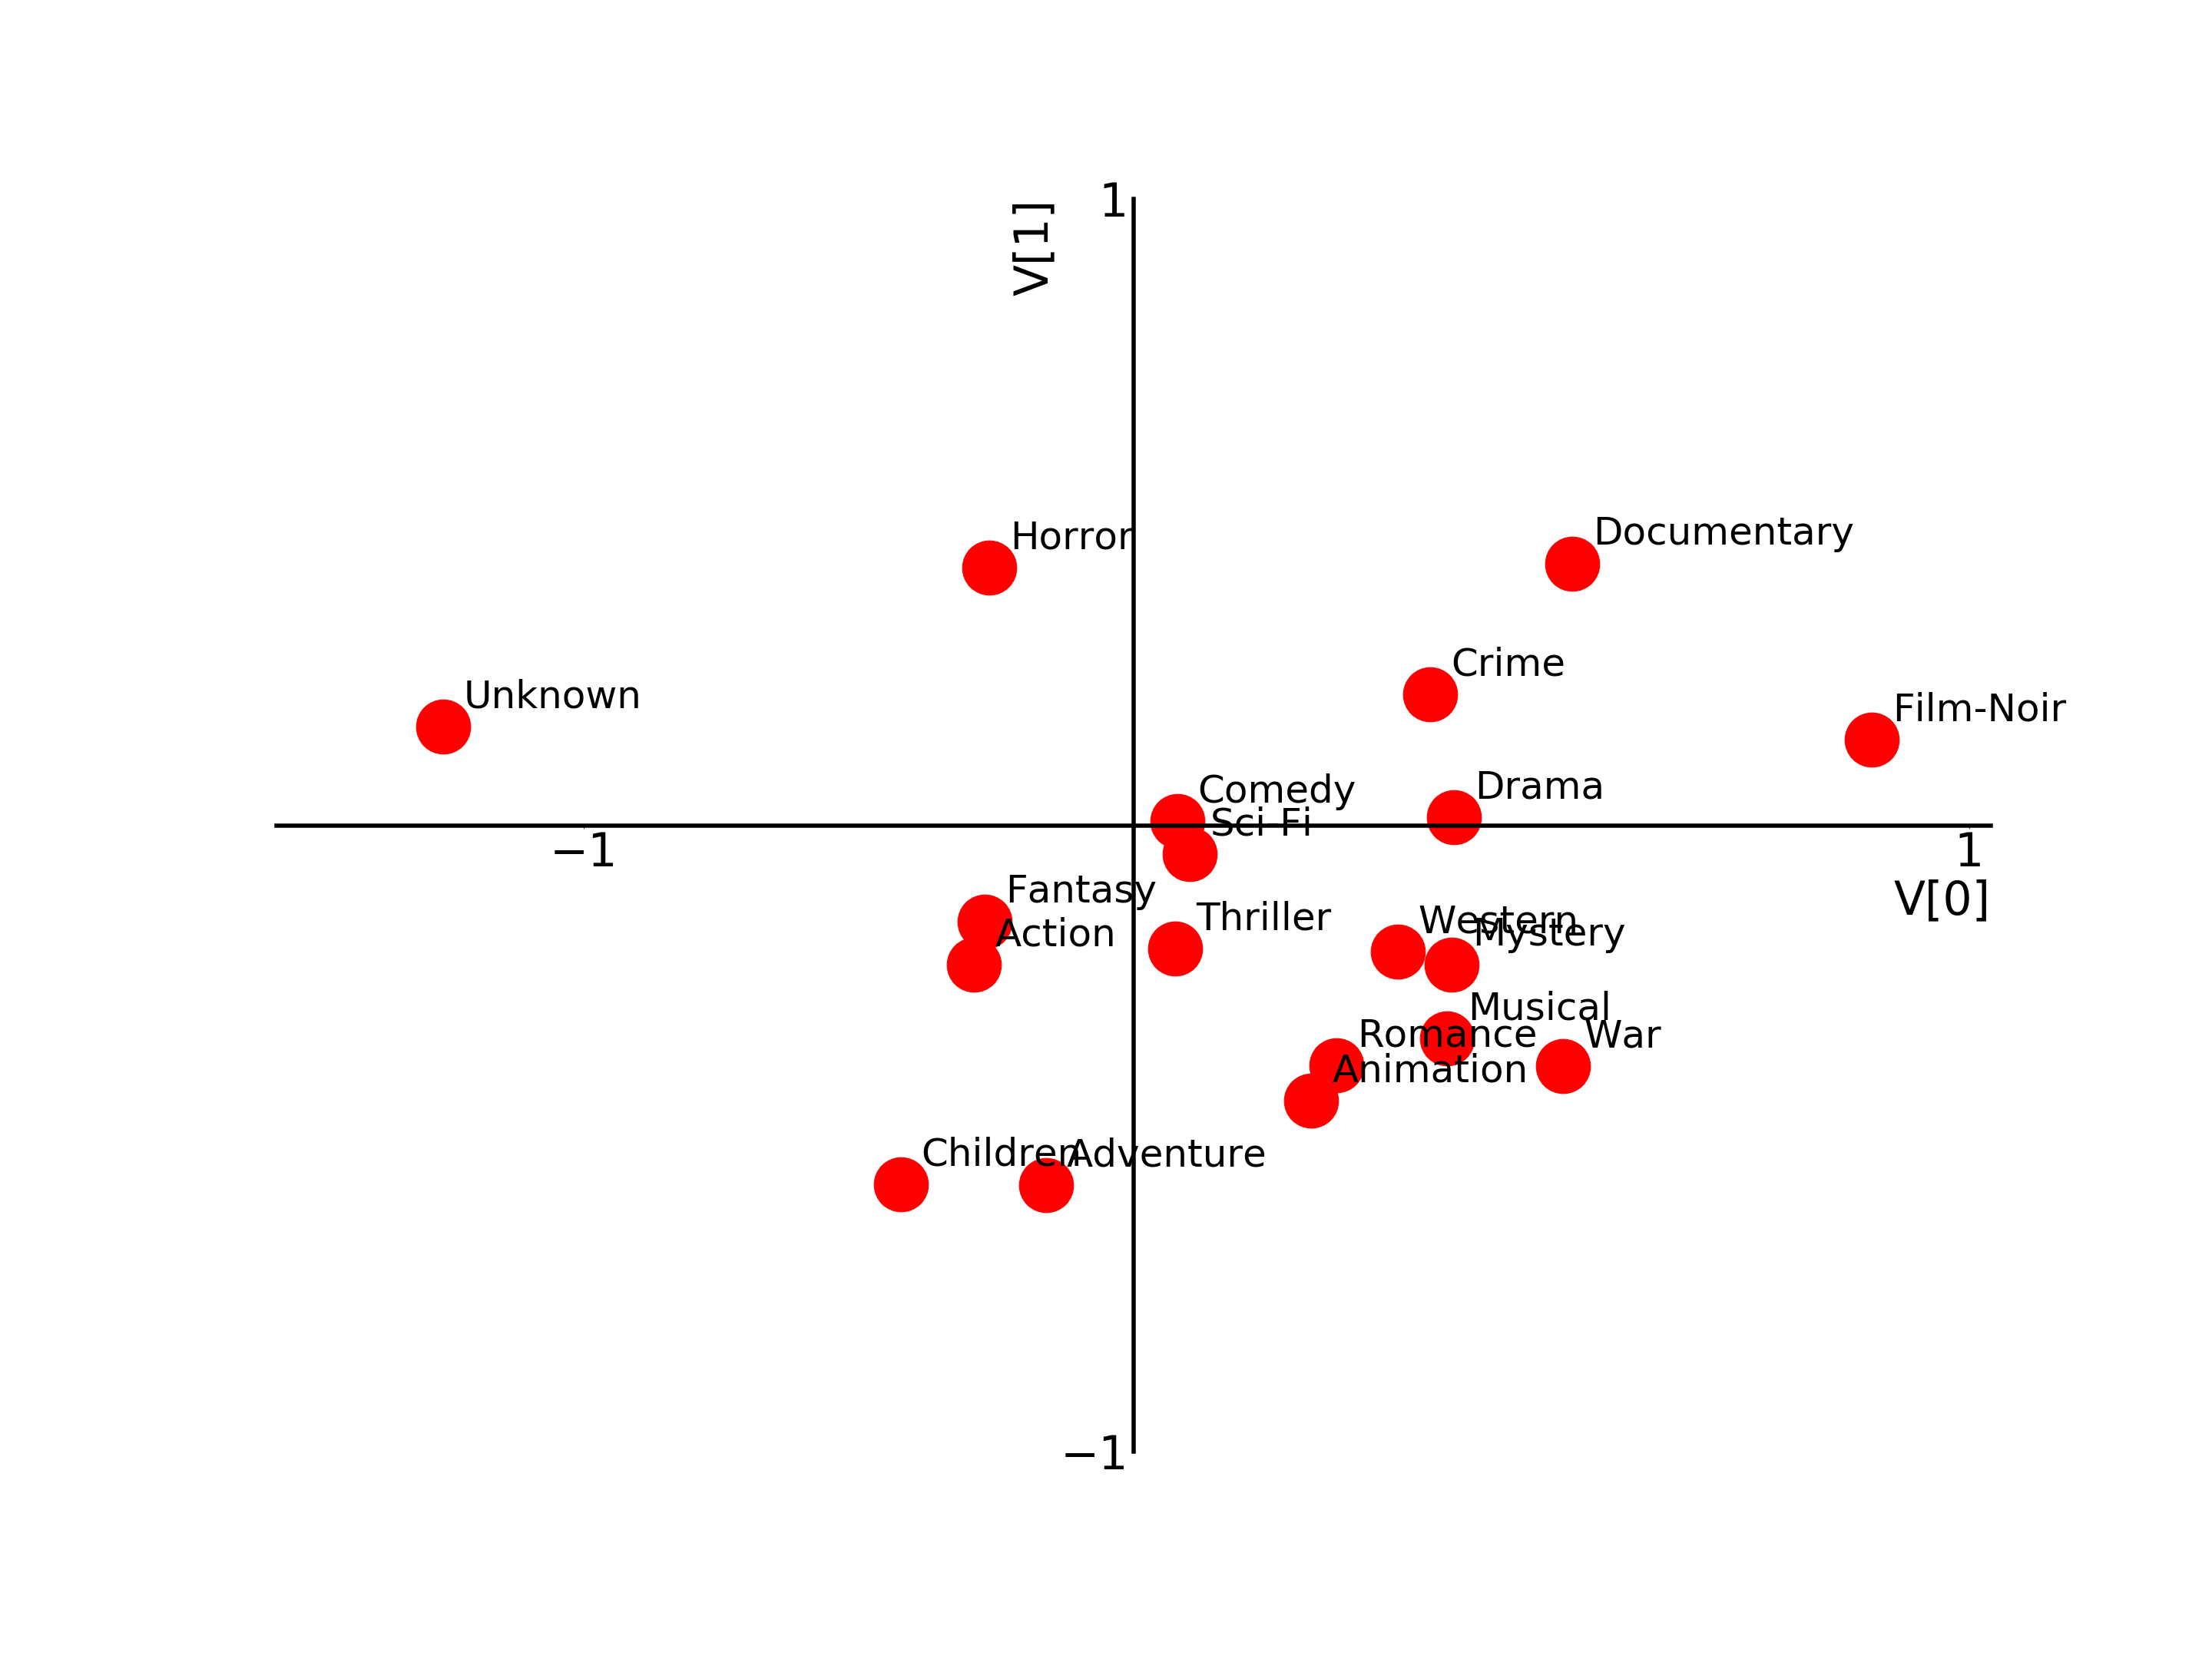 1
V[1]
Documentary
Horror
Crime
Unknown
Film-Noir
Drama
Comedy
Sci-Fi
−1
1
Fantasy
V[0]
Thriller
Western
Action
Mystery
Musical
Romance
War
Animation
Children
Adventure
−1